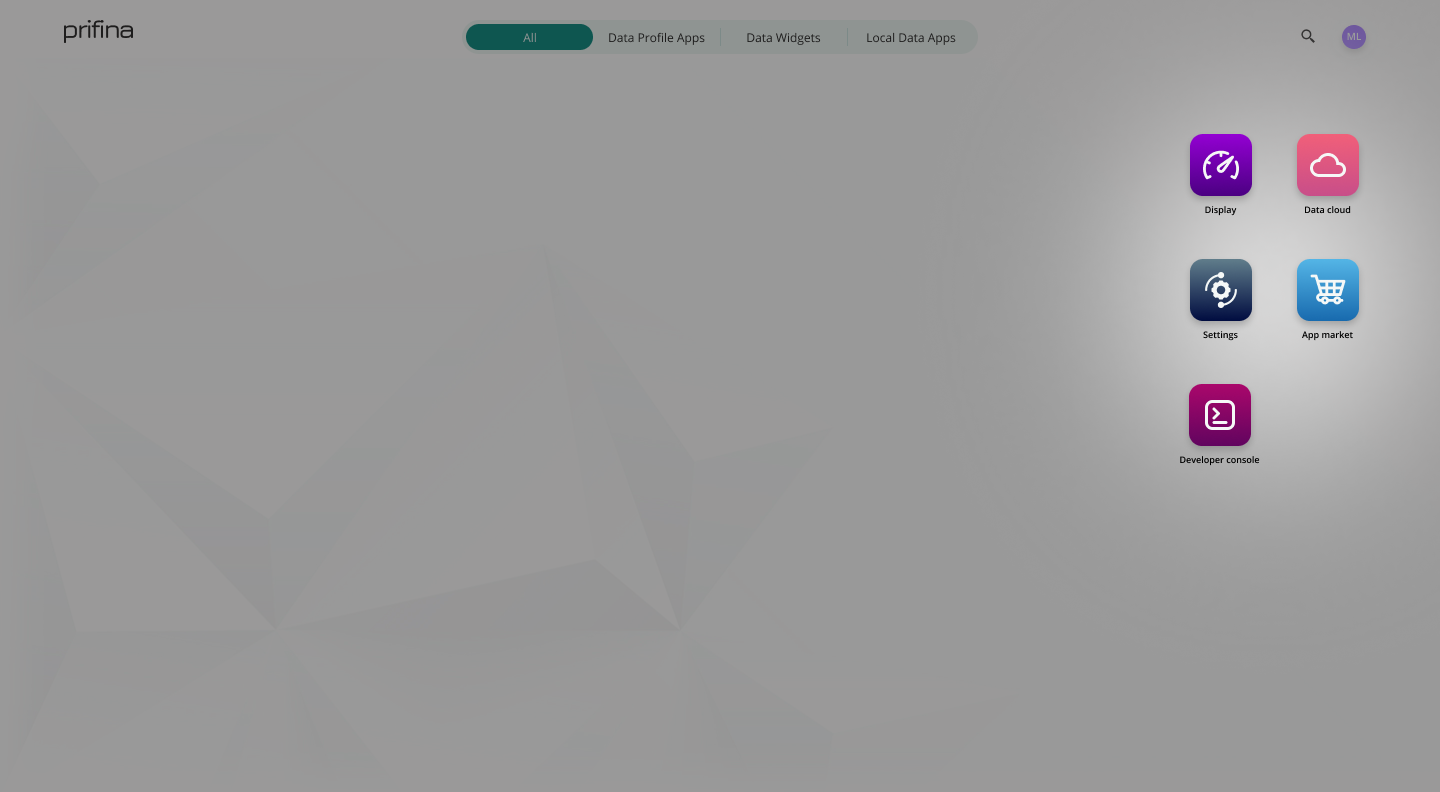 prifina
All
Data Profile Apps
Data Widgets
Local Data Apps
ML
Display
Data cloud
Settings
App market
Developer console